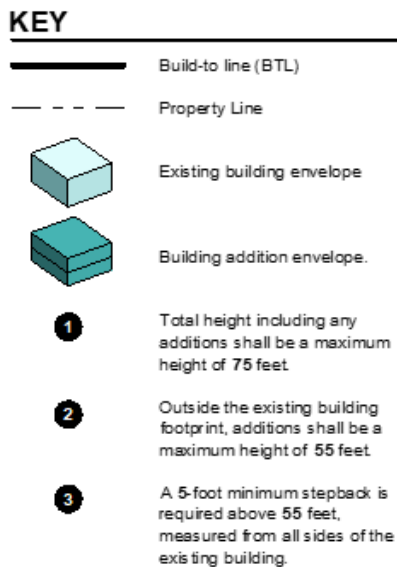 KEY
Build-to line (BTL)
Property Line
Existing building envelope
Building addition envelope.
1
Total height including any
additions shall be a maximum
height of 75 feet.
2
Outside the existing building
footprint, additions shall be a
maximum height of 55 feet.
3
A 5-foot minimum stepback is
required above 55 feet,
measured from all sides of the
existing building.